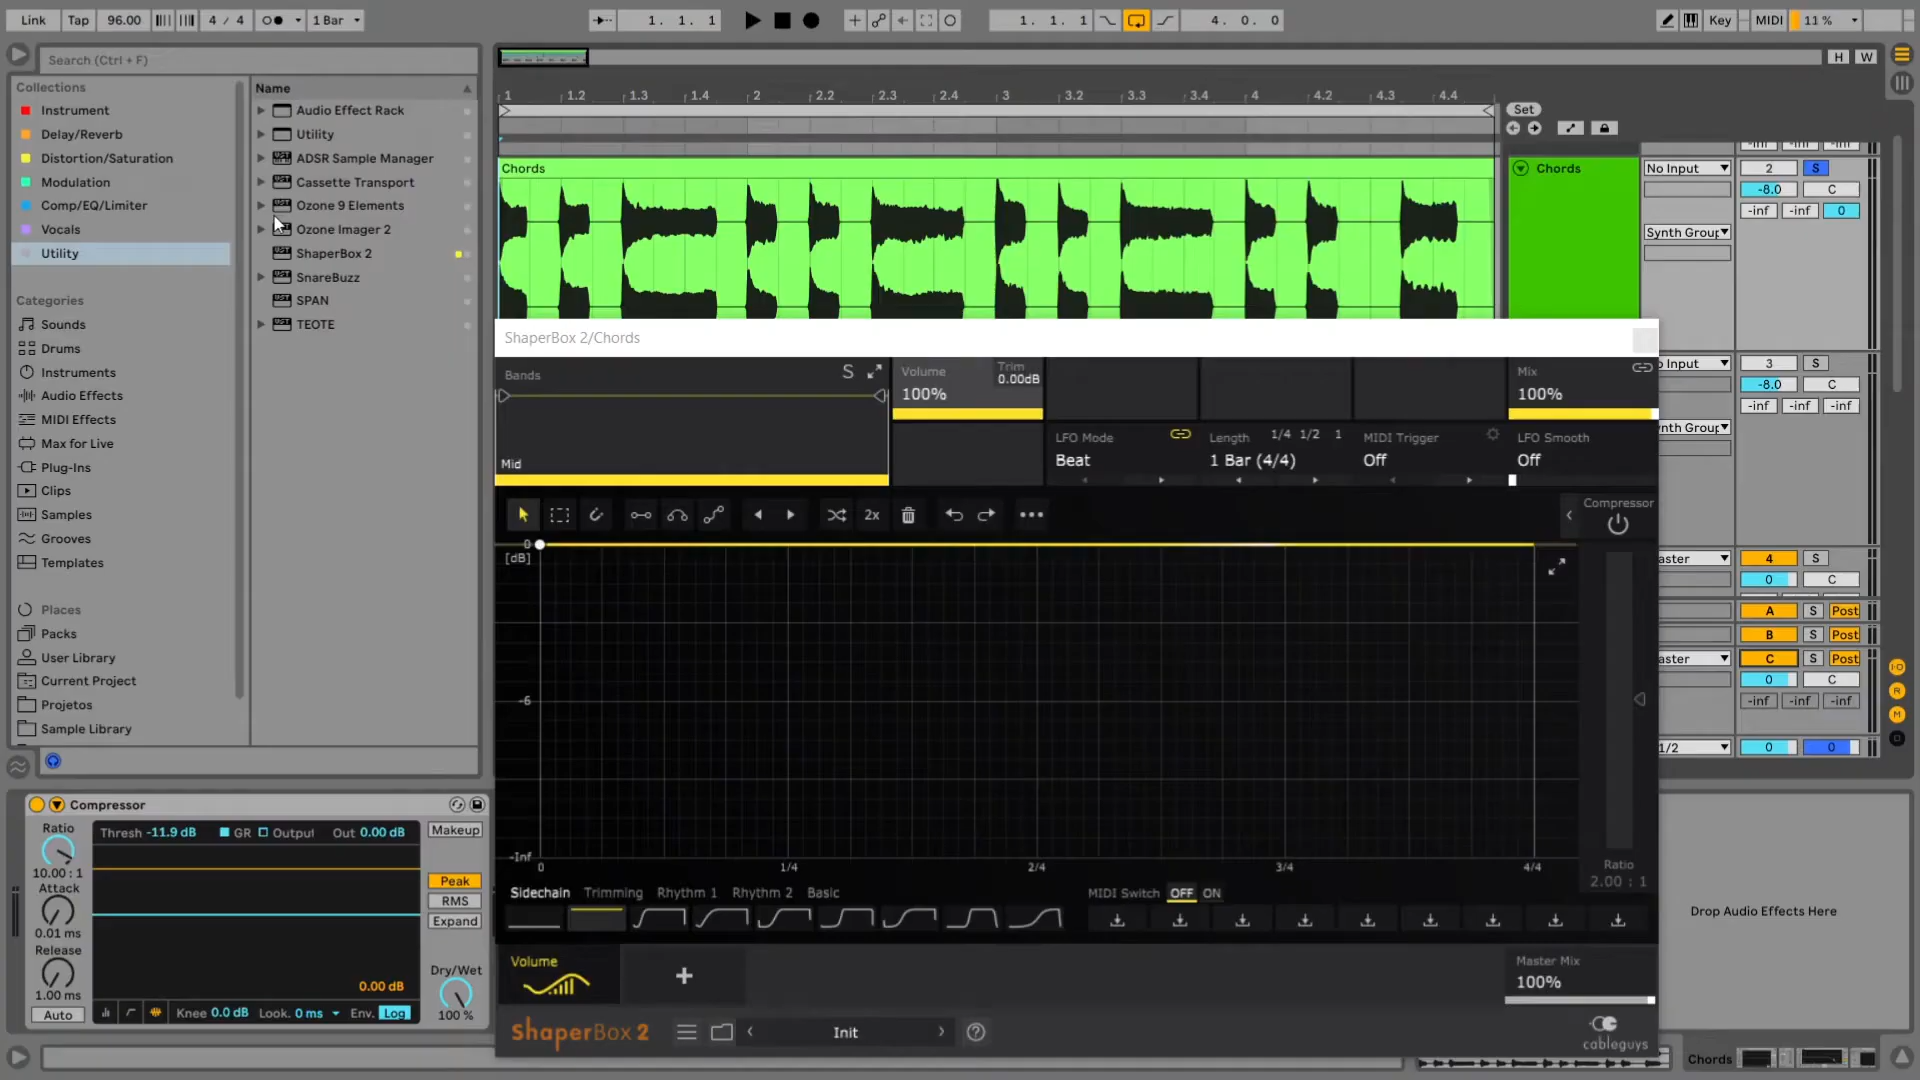 Link Tap 96.00 4 / 4 1 Bar 1. 1. 1 1. 1. 1 4. 0. 0 Key MIDI 11 %
Search (Ctrl + F) H W
Collections
Instrument
Delay/Reverb
Distortion/Saturation
Modulation
Comp/EQ/Limiter
Vocals
Utility
Categories
Sounds
Drums
Instruments
Audio Effects
MIDI Effects
Max for Live
Plug-Ins
Clips
Samples
Grooves
Templates
Places
Packs
User Library
Current Project
Projetos
Sample Library
Name
Audio Effect Rack
Utility
ADSR Sample Manager
Cassette Transport
Ozone 9 Elements
Ozone Imager 2
ShaperBox 2
SnareBuzz
SPAN
TEOTE
1 1.2 1.3 1.4 2 2.2 2.3 2.4 3 3.2 3.3 3.4 4 4.2 4.3 4.4
Set
Chords
Chords
No Input 2 S
-8.0 C
-inf -inf 0
Synth Group
o Input 3 S
-8.0 C
-inf -inf -inf
nth Group
aster 4 S
0 C
A S Post
B S Post
aster C S Post
0 C
-inf -inf -inf
1/2 0 0
ShaperBox 2/Chords
Bands S
Mid
Volume
100%
Trim
0.00dB
Mix
100%
LFO Mode
Beat
Length 1/4 1/2 1
1 Bar (4/4)
MIDI Trigger
Off
LFO Smooth
Off
2x
Compressor
0
[dB]
-6
-Inf
0 1/4 2/4 3/4 4/4
Ratio
2.00 : 1
Sidechain Trimming Rhythm 1 Rhythm 2 Basic MIDI Switch OFF ON
Volume
+
Master Mix
100%
ShaperBox 2 Init
cableguys
Compressor
Ratio
10.00 : 1
Attack
0.01 ms
Release
1.00 ms
Auto
Thresh -11.9 dB GR Output Out 0.00 dB
0.00 dB
Knee 0.0 dB Look. 0 ms Env. Log
Makeup
Peak
RMS
Expand
Dry/Wet
100 %
Drop Audio Effects Here
Chords